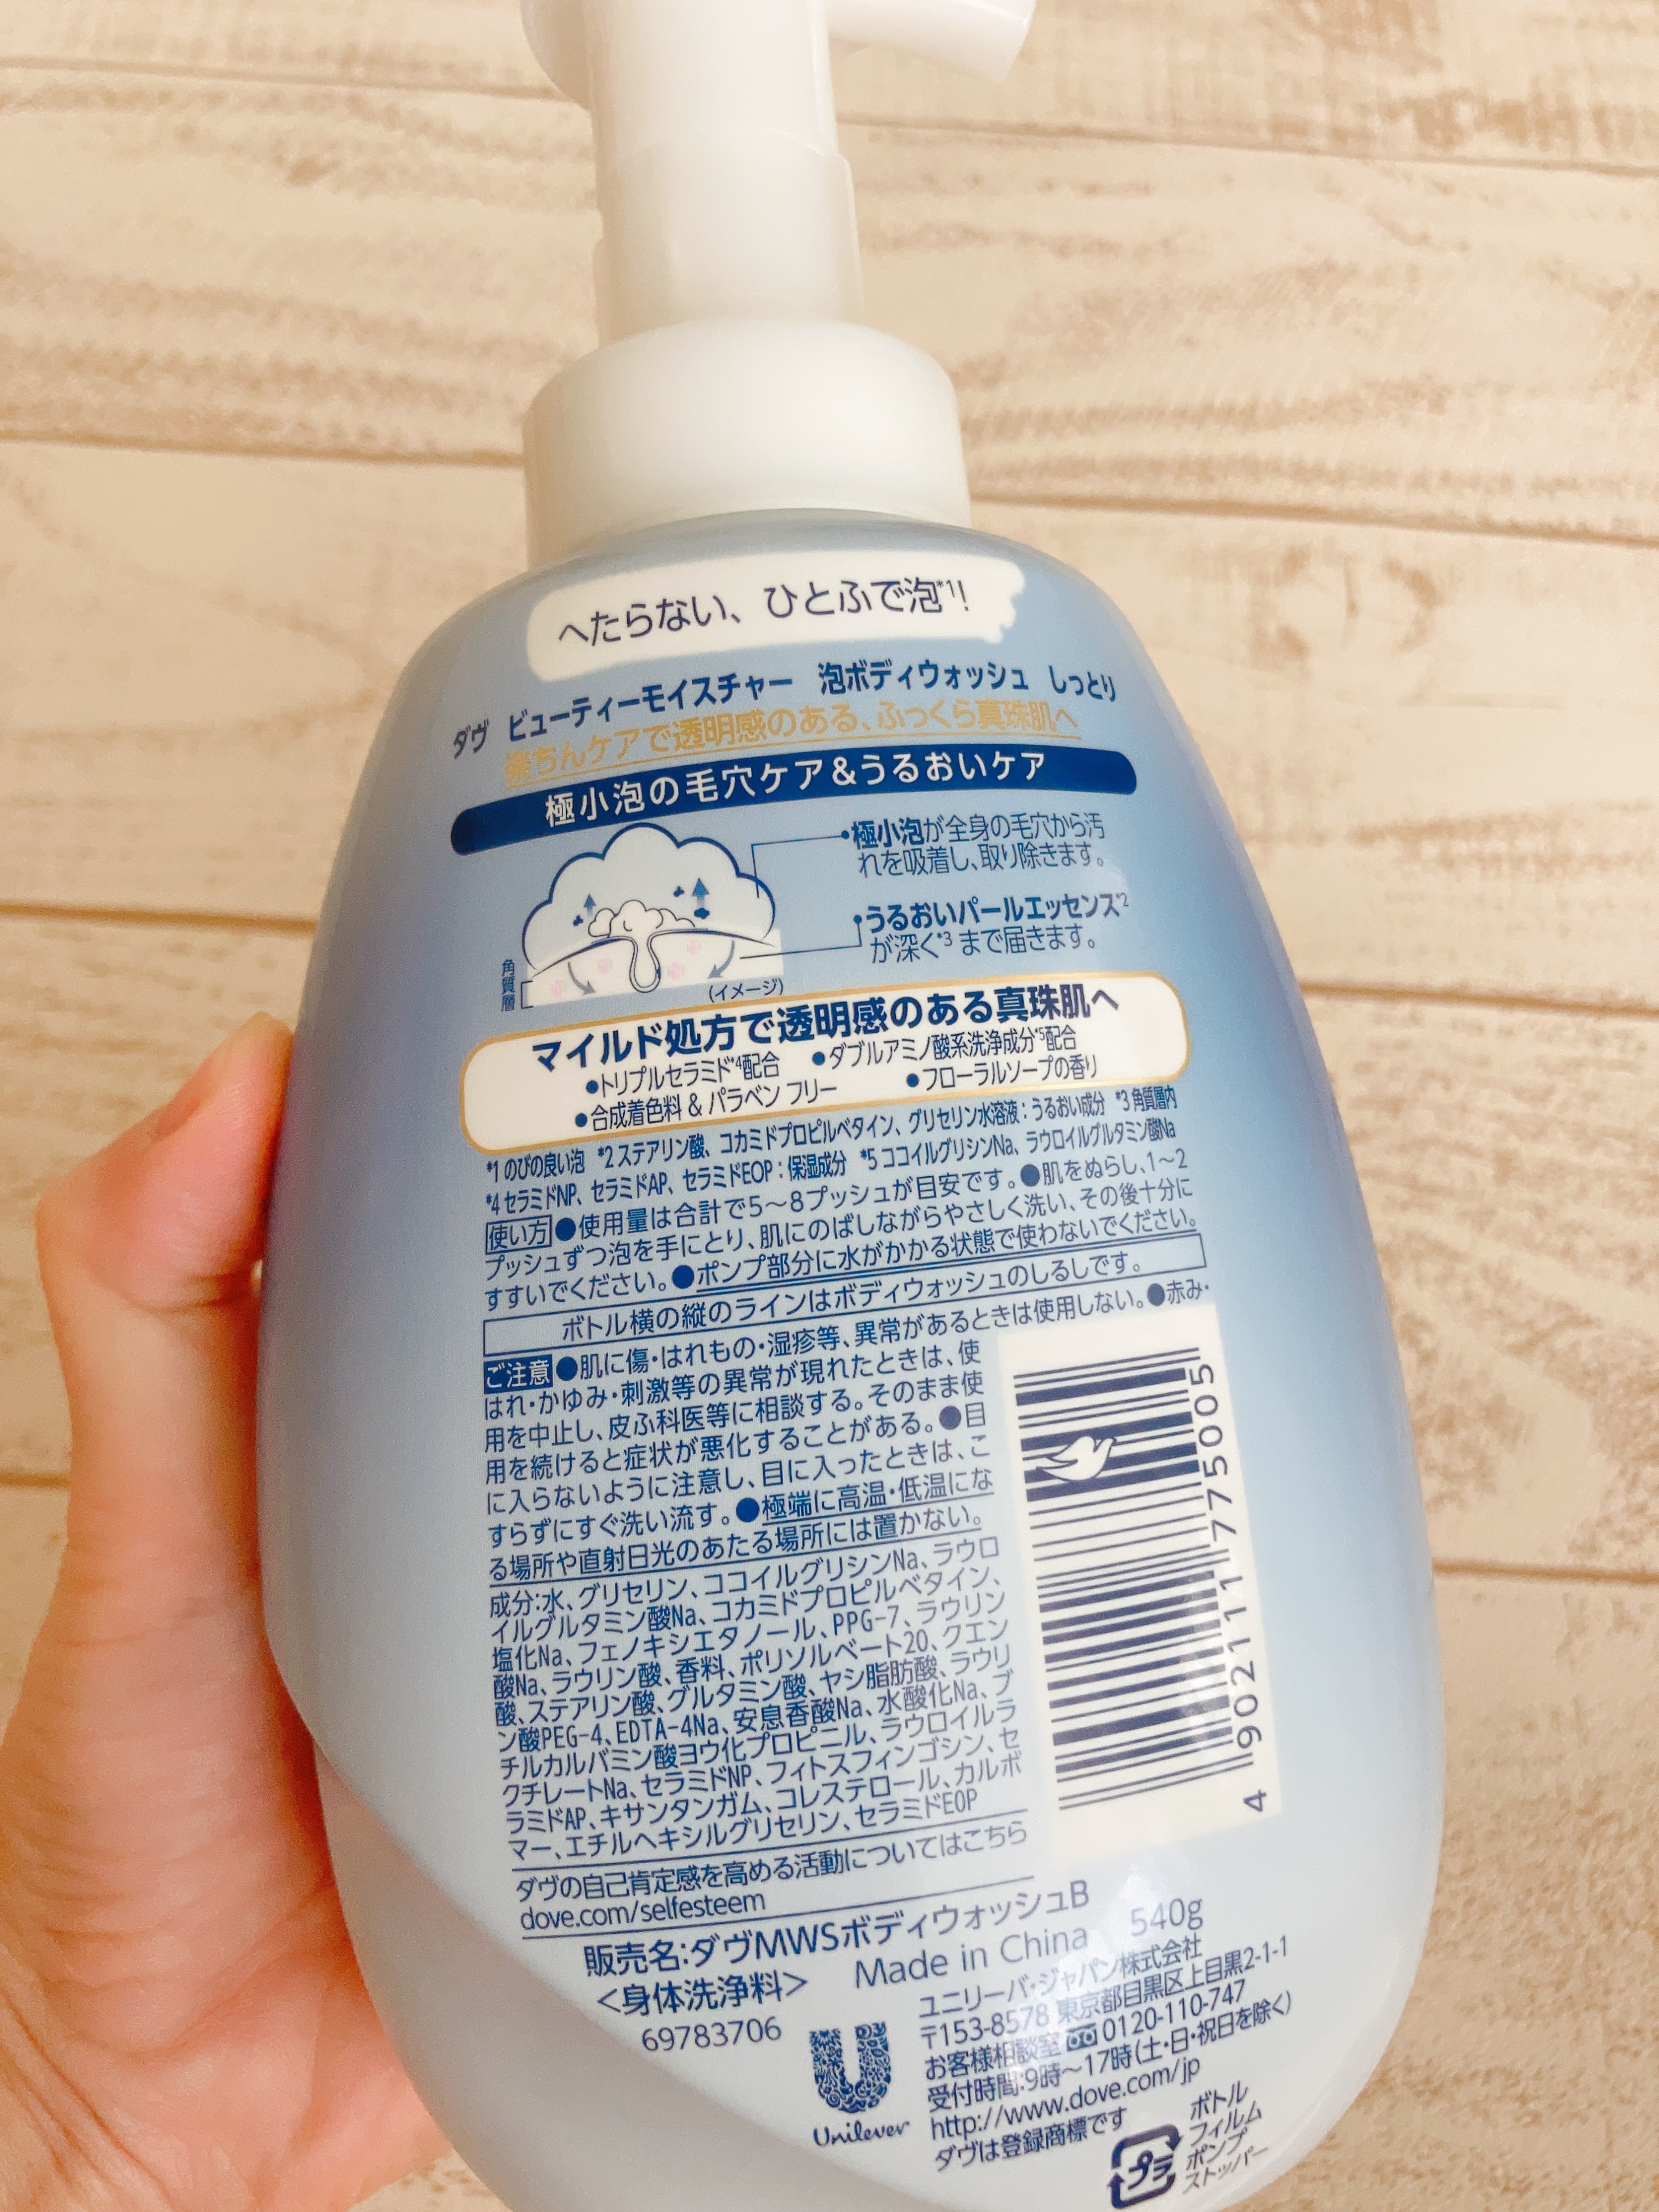 へたらない、ひとふで泡*1!
ダヴ ビューティーモイスチャー 泡ボディウォッシュ しっとり
楽ちんケアで透明感のある、ふっくら真珠肌へ
極小泡の毛穴ケア&うるおいケア
極小泡が全身の毛穴から汚
れを吸着し、取り除きます。
うるおいパールエッセンス*2
が深く*3まで届きます。
角質層
(イメージ)
マイルド処方で透明感のある真珠肌へ
●トリプルセラミド*4配合 ●ダブルアミノ酸系洗浄成分*5配合
●合成着色料 & パラベン フリー ●フローラルソープの香り
*1 のびの良い泡 *2 ステアリン酸、コカミドプロピルベタイン、グリセリン水溶液:うるおい成分 *3 角質層内
*4 セラミドNP、セラミドAP、セラミドEOP:保湿成分 *5 ココイルグリシンNa、ラウロイルグルタミン酸Na
使い方 ●使用量は合計で5〜8プッシュが目安です。●肌をぬらし、1〜2
プッシュずつ泡を手にとり、肌にのばしながらやさしく洗い、その後十分に
すすいでください。●ポンプ部分に水がかかる状態で使わないでください。
ボトル横の縦のラインはボディウォッシュのしるしです。
ご注意 ●肌に傷・はれもの・湿疹等、異常があるときは使用しない。●赤み・
はれ・かゆみ・刺激等の異常が現れたときは、使
用を中止し、皮ふ科医等に相談する。そのまま使
用を続けると症状が悪化することがある。●目
に入らないように注意し、目に入ったときは、こ
すらずにすぐ洗い流す。●極端に高温・低温にな
る場所や直射日光のあたる場所には置かない。
成分:水、グリセリン、ココイルグリシンNa、ラウロ
イルグルタミン酸Na、コカミドプロピルベタイン、
塩化Na、フェノキシエタノール、PPG-7、ラウリン
酸Na、ラウリン酸、香料、ポリソルベート20、クエン
酸、ステアリン酸、グルタミン酸、ヤシ脂肪酸、ラウリ
ン酸PEG-4、EDTA-4Na、安息香酸Na、水酸化Na、ブ
チルカルバミン酸ヨウ化プロピニル、ラウロイルラ
クチレートNa、セラミドNP、フィトスフィンゴシン、セ
ラミドAP、キサンタンガム、コレステロール、カルボ
マー、エチルヘキシルグリセリン、セラミドEOP
4 902111 775005
ダヴの自己肯定感を高める活動についてはこちら
dove.com/selfesteem
販売名:ダヴMWSボディウォッシュB
<身体洗浄料> Made in China 540g
69783706
Unilever
ユニリーバ・ジャパン株式会社
〒153-8578 東京都目黒区上目黒2-1-1
お客様相談室 0120-110-747
受付時間:9時〜17時(土・日・祝日を除く)
http://www.dove.com/jp
ダヴは登録商標です
プラ
ボトル
フィルム
ポンプ
ストッパー